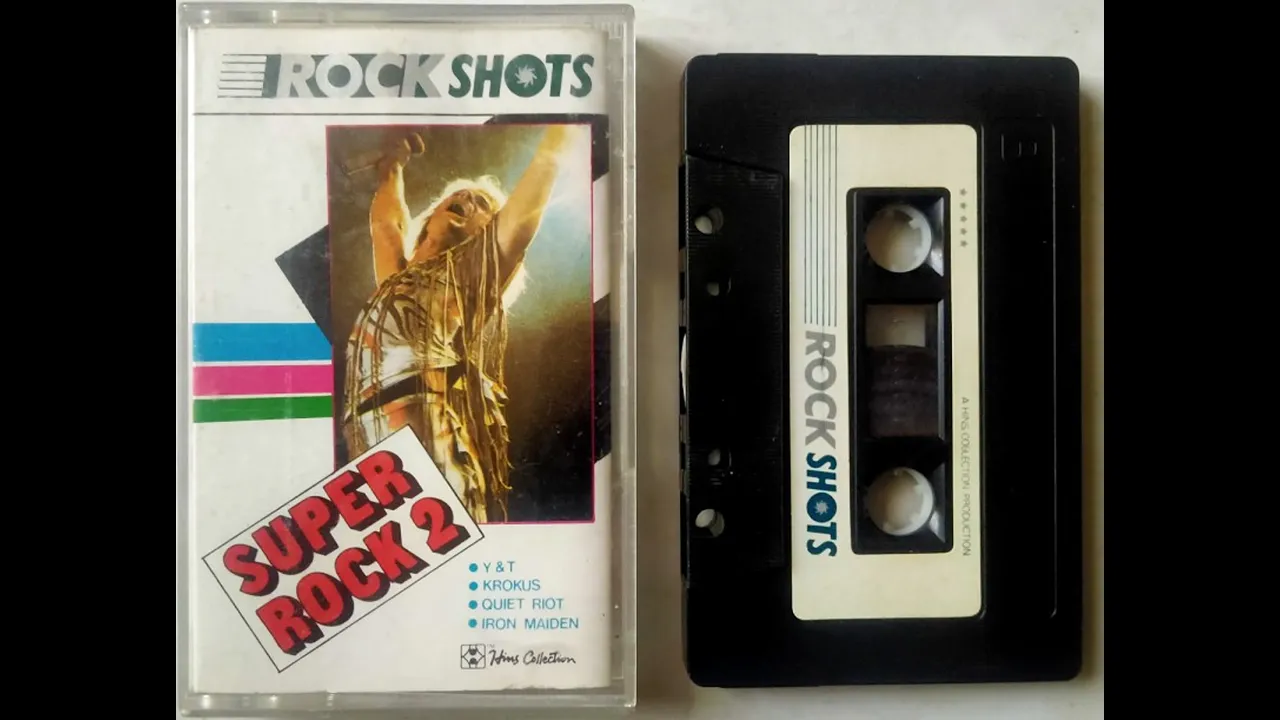 ROCK SHOTS
SUPER
ROCK 2
Y & T
KROKUS
QUIET RIOT
IRON MAIDEN
Hins Collection
ROCK SHOTS
A HINS COLLECTION PRODUCTION